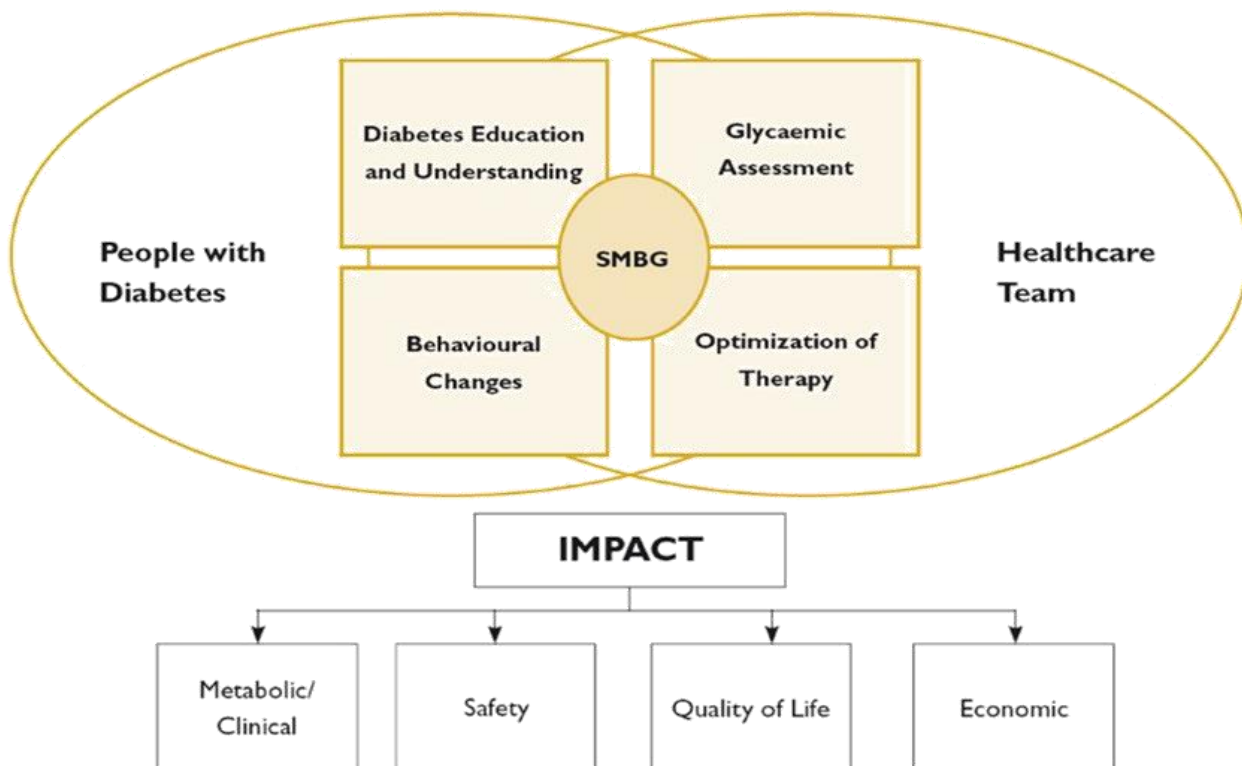 Diabetes Education
and Understanding
Glycaemic
Assessment
People with
Diabetes
SMBG
Healthcare
Team
Behavioural
Changes
Optimization of
Therapy
IMPACT
Metabolic/
Clinical
Safety
Quality of Life
Economic